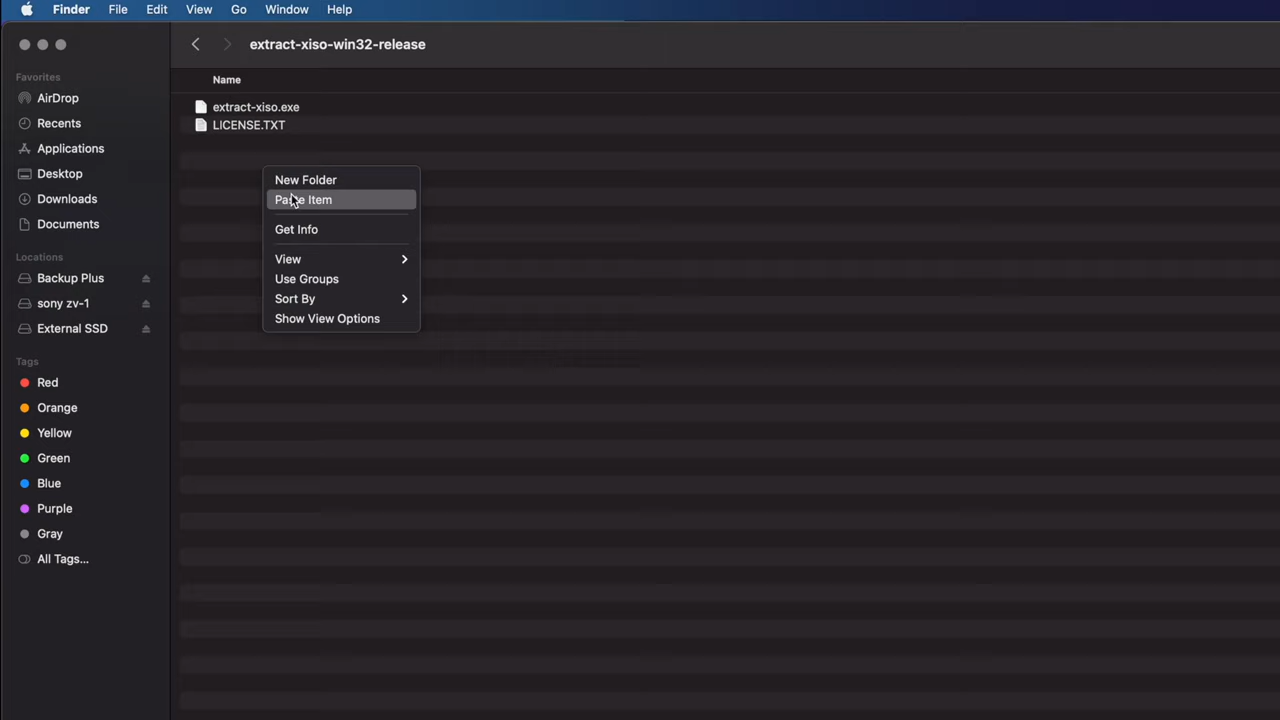 Finder File Edit View Go Window Help
extract-xiso-win32-release
Favorites
Name
AirDrop
extract-xiso.exe
Recents
LICENSE.TXT
Applications
Desktop
New Folder
Downloads
Paste Item
Documents
Get Info
Locations
View
Backup Plus
Use Groups
sony zv-1
Sort By
External SSD
Show View Options
Tags
Red
Orange
Yellow
Green
Blue
Purple
Gray
All Tags...